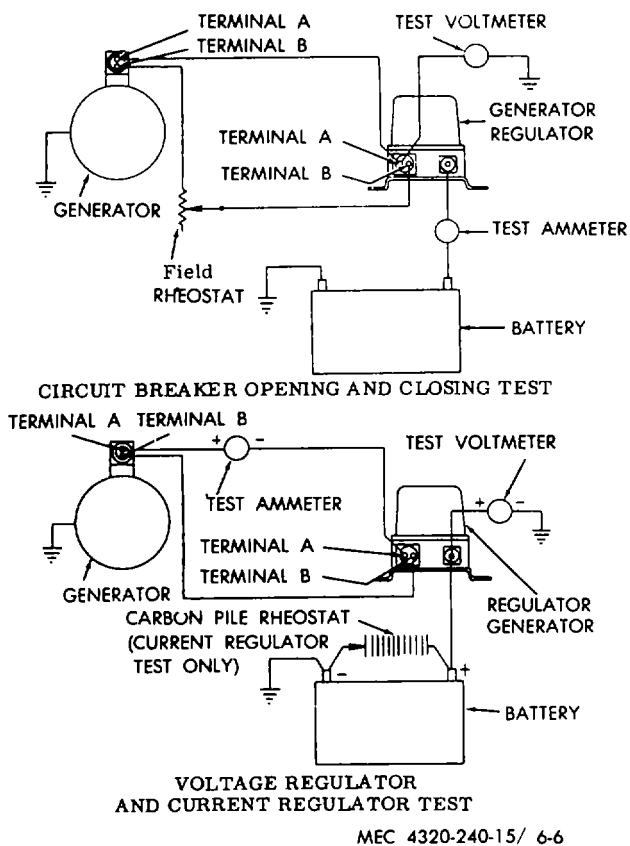 TERMINAL A
TERMINAL B
TEST VOLTMETER
GENERATOR
REGULATOR
TERMINAL A
TERMINAL B
GENERATOR
TEST AMMETER
Field
RHEOSTAT
BATTERY
CIRCUIT BREAKER OPENING AND CLOSING TEST
TERMINAL A TERMINAL B
+ -
TEST VOLTMETER
+ -
TEST AMMETER
TERMINAL A
TERMINAL B
GENERATOR
REGULATOR
GENERATOR
CARBON PILE RHEOSTAT
(CURRENT REGULATOR
TEST ONLY)
- +
BATTERY
VOLTAGE REGULATOR
AND CURRENT REGULATOR TEST
MEC 4320-240-15/ 6-6